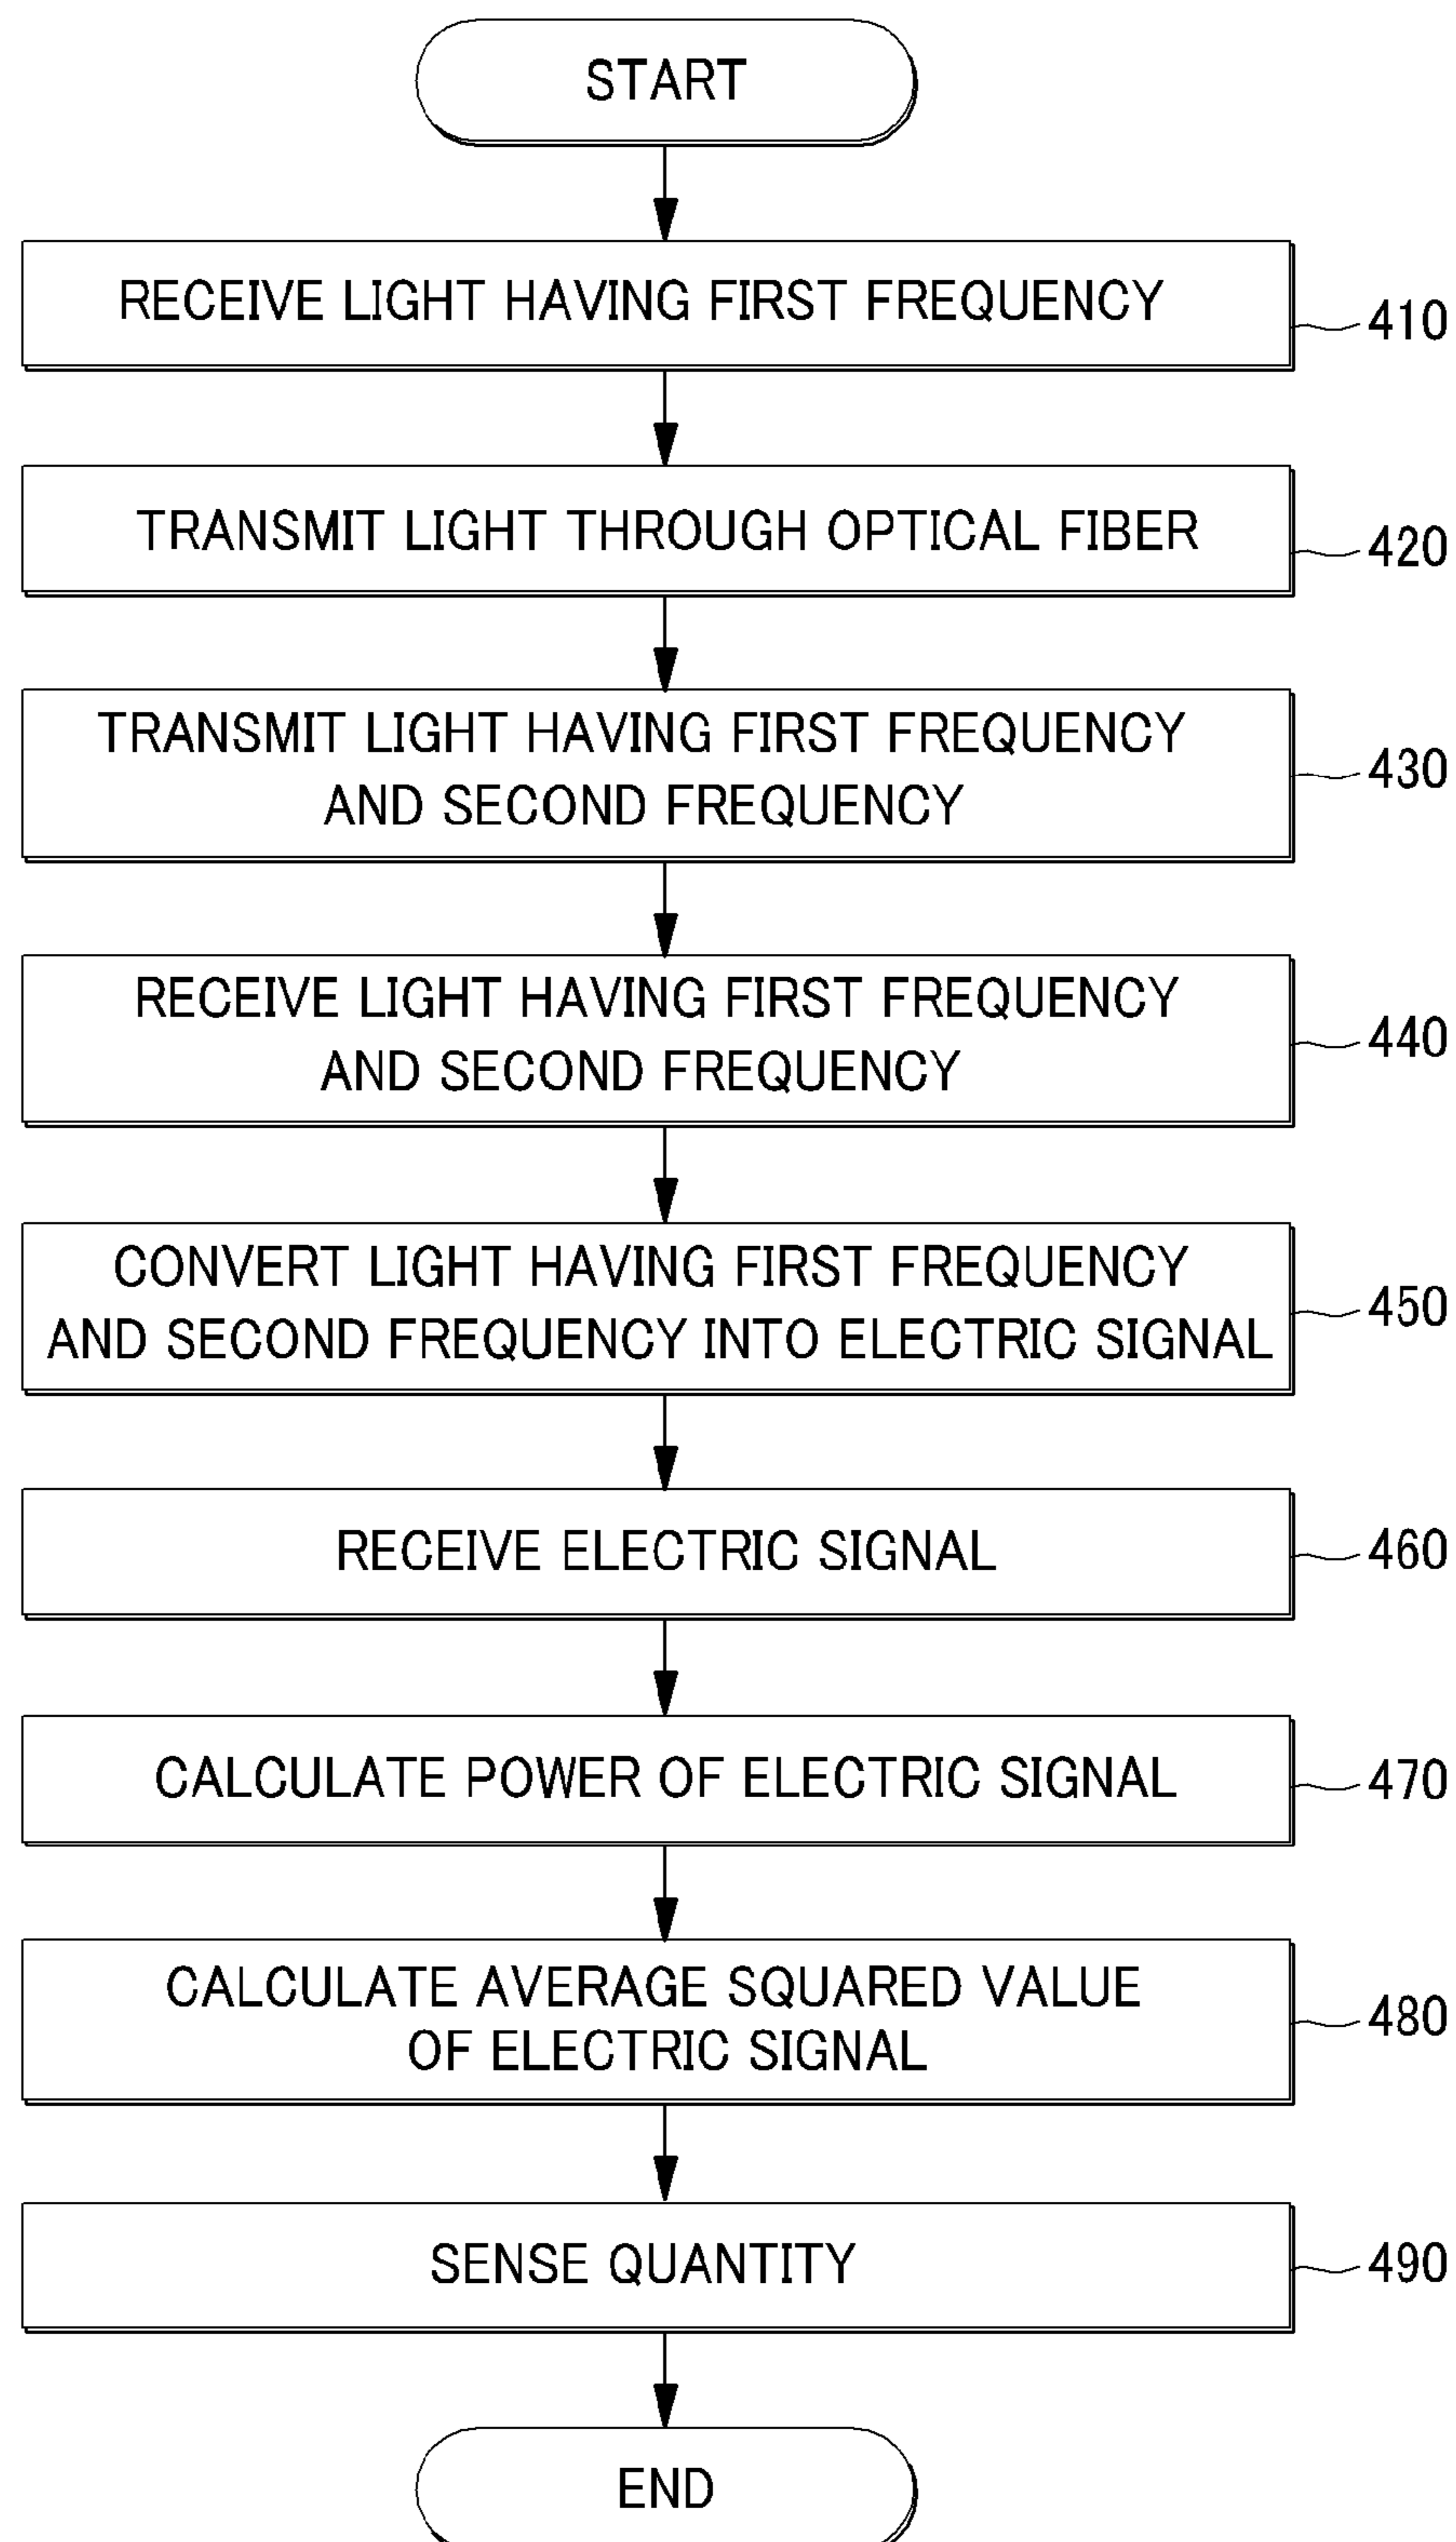 START
RECEIVE LIGHT HAVING FIRST FREQUENCY
410
TRANSMIT LIGHT THROUGH OPTICAL FIBER
420
TRANSMIT LIGHT HAVING FIRST FREQUENCY
AND SECOND FREQUENCY
430
RECEIVE LIGHT HAVING FIRST FREQUENCY
AND SECOND FREQUENCY
440
CONVERT LIGHT HAVING FIRST FREQUENCY
AND SECOND FREQUENCY INTO ELECTRIC SIGNAL
450
RECEIVE ELECTRIC SIGNAL
460
CALCULATE POWER OF ELECTRIC SIGNAL
470
CALCULATE AVERAGE SQUARED VALUE
OF ELECTRIC SIGNAL
480
SENSE QUANTITY
490
END